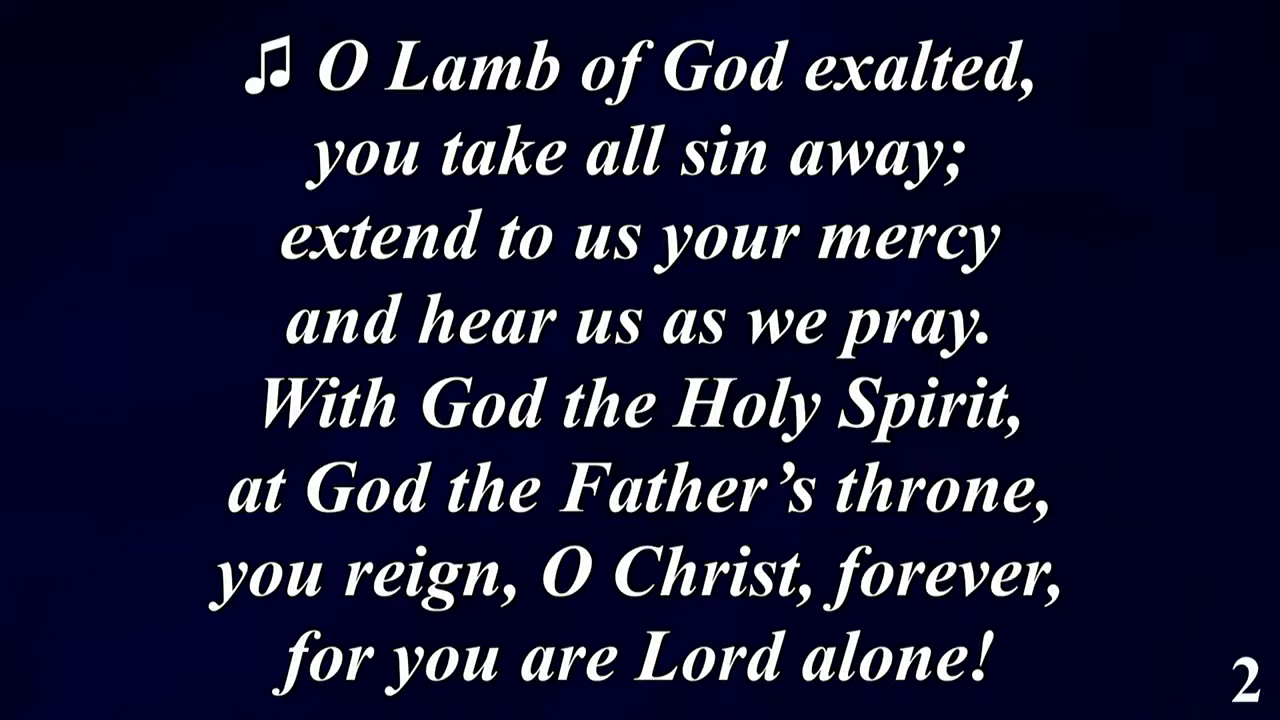 ♫ O Lamb of God exalted,
you take all sin away;
extend to us your mercy
and hear us as we pray.
With God the Holy Spirit,
at God the Father’s throne,
you reign, O Christ, forever,
for you are Lord alone!
2